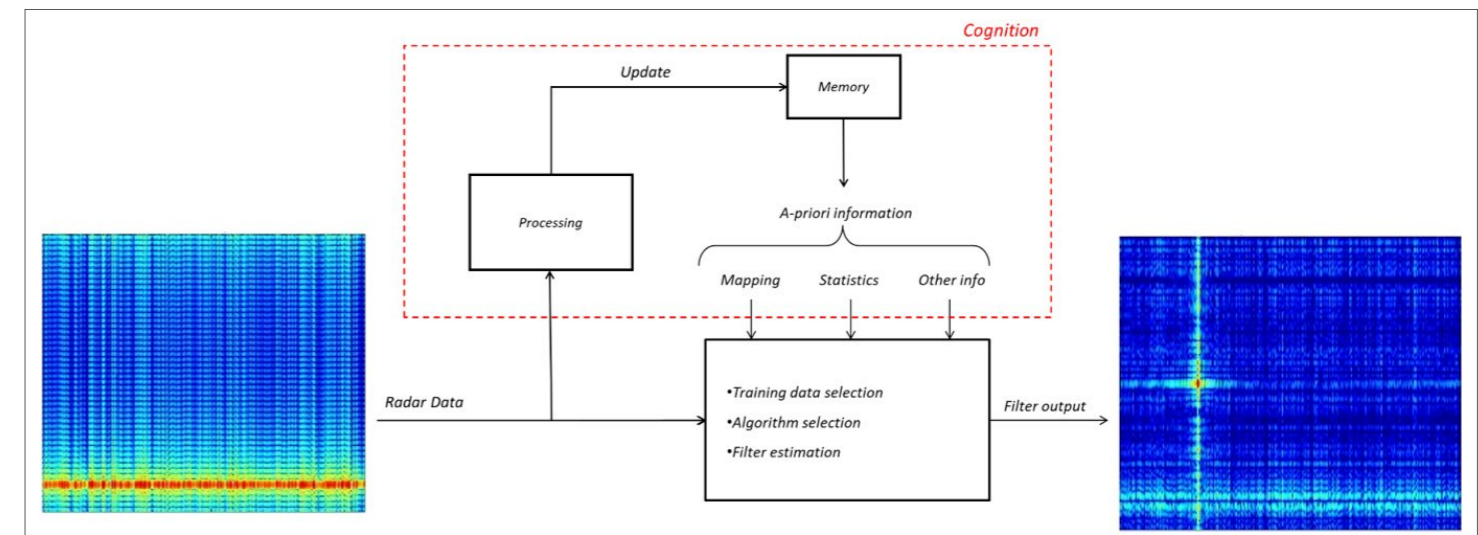 Cognition
Update
Memory
Processing
A-priori information
Mapping
Statistics
Other info
Radar Data
•Training data selection
•Algorithm selection
•Filter estimation
Filter output